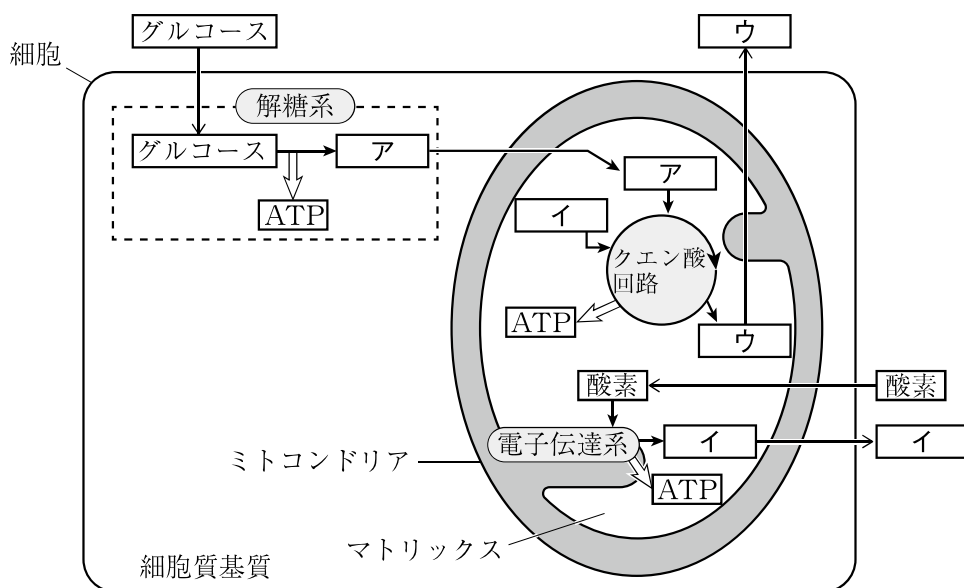 グルコース
ウ
細胞
解糖系
グルコース
ア
ア
ATP
イ
クエン酸
回路
ATP
ウ
酸素
酸素
電子伝達系
イ
イ
ミトコンドリア
ATP
マトリックス
細胞質基質